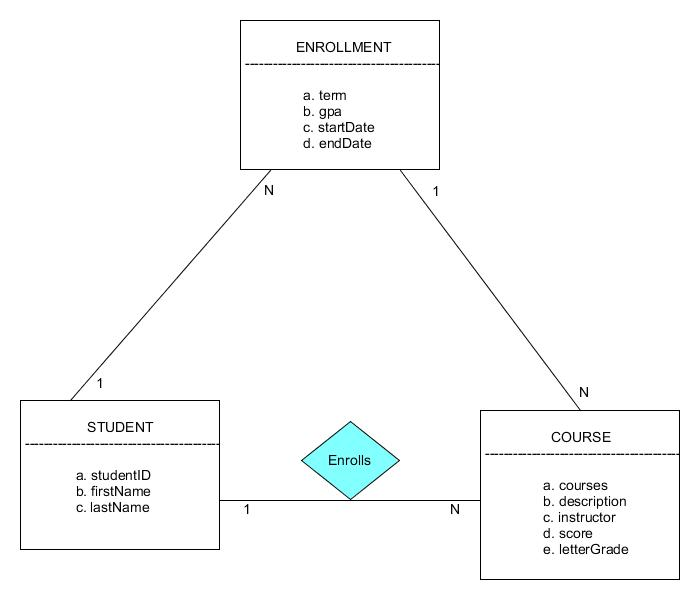 ENROLLMENT
a. term
b. gpa
c. startDate
d. endDate
N
1
1
N
STUDENT
a. studentID
b. firstName
c. lastName
Enrolls
1
N
COURSE
a. courses
b. description
c. instructor
d. score
e. letterGrade